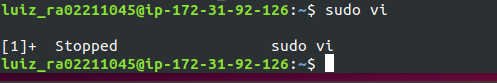 luiz_ra02211045@ip-172-31-92-126:~$ sudo vi
[1]+  Stopped                 sudo vi
luiz_ra02211045@ip-172-31-92-126:~$